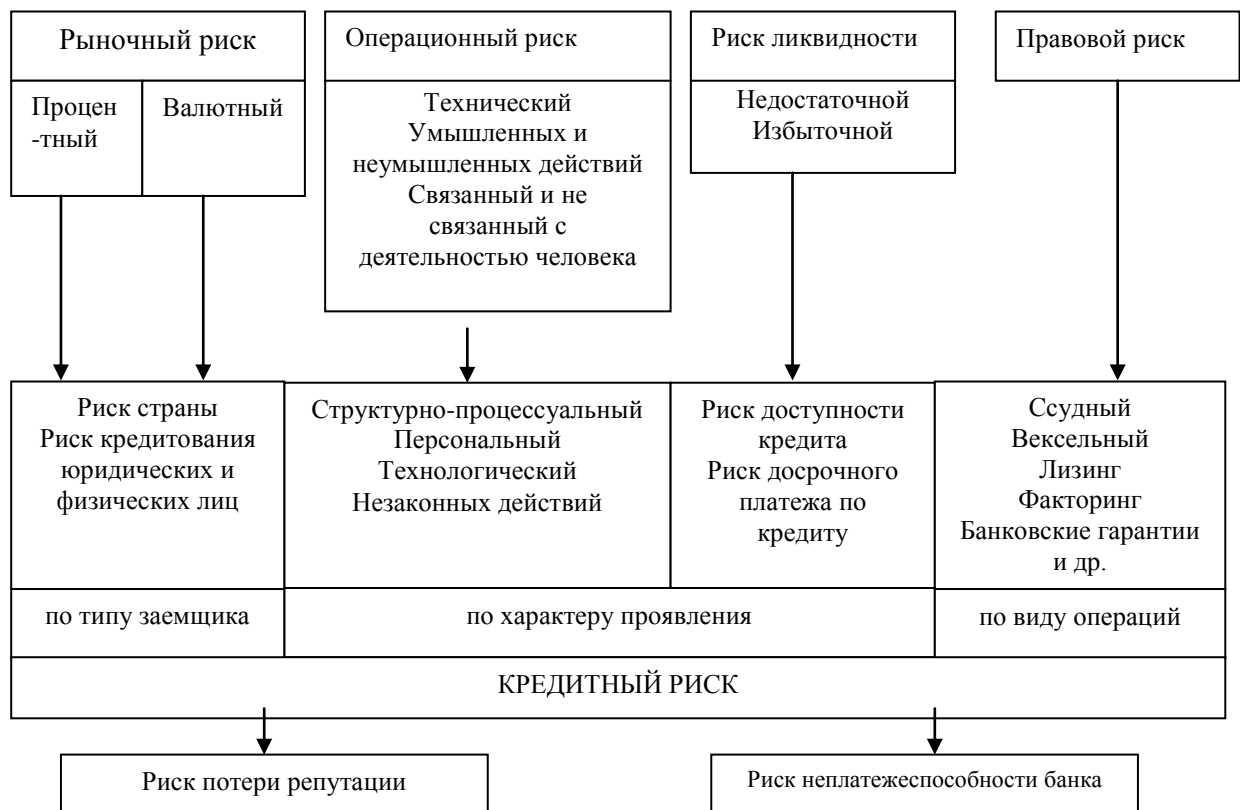 Рыночный риск
Процен
-тный
Валютный
Операционный риск
Технический
Умышленных и
неумышленных действий
Связанный и не
связанный с
деятельностью человека
Риск ликвидности
Недостаточной
Избыточной
Правовой риск
Риск страны
Риск кредитования
юридических и
физических лиц
Структурно-процессуальный
Персональный
Технологический
Незаконных действий
Риск доступности
кредита
Риск досрочного
платежа по
кредиту
Ссудный
Вексельный
Лизинг
Факторинг
Банковские гарантии
и др.
по типу заемщика
по характеру проявления
по виду операций
КРЕДИТНЫЙ РИСК
Риск потери репутации
Риск неплатежеспособности банка